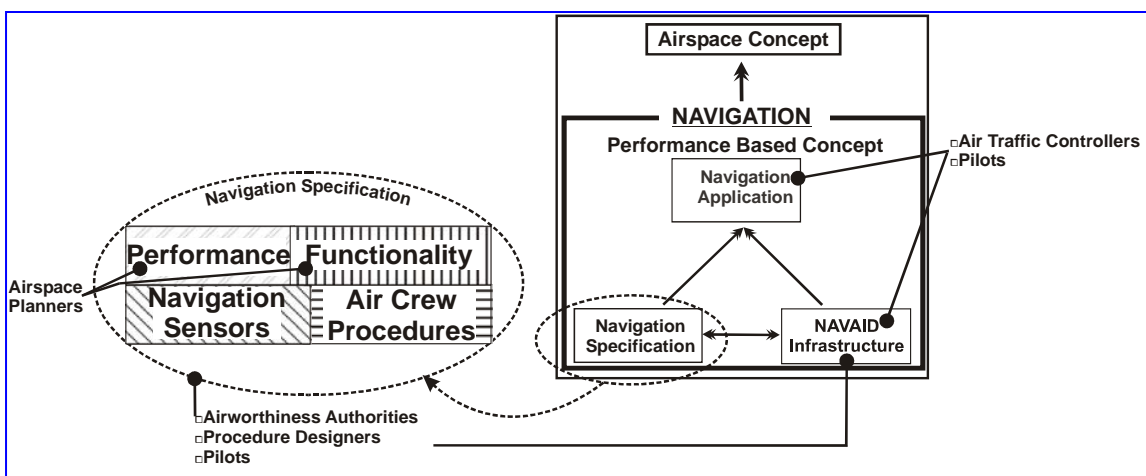 Airspace Concept
NAVIGATION
Performance Based Concept
Navigation
Application
Navigation
Specification
NAVAID
Infrastructure
□Air Traffic Controllers
□Pilots
Navigation Specification
Performance
Functionality
Navigation
Sensors
Air Crew
Procedures
Airspace
Planners
□Airworthiness Authorities
□Procedure Designers
□Pilots